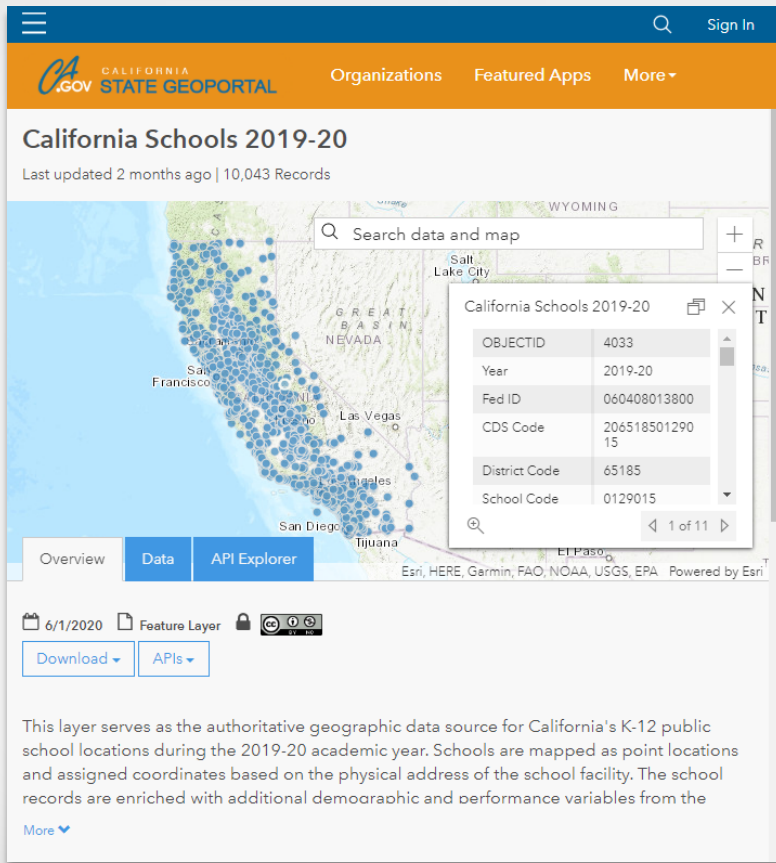 Sign In
CA.GOV CALIFORNIA STATE GEOPORTAL
Organizations Featured Apps More
California Schools 2019-20
Last updated 2 months ago | 10,043 Records
WYOMING
Search data and map
Salt
Lake City
GREAT
BASIN
NEVADA
San
Francisco
Las Vegas
San Diego
Tijuana
El Paso
California Schools 2019-20
OBJECTID 4033
Year 2019-20
Fed ID 060408013800
CDS Code 206518501290
15
District Code 65185
School Code 0129015
1 of 11
Overview Data API Explorer
Esri, HERE, Garmin, FAO, NOAA, USGS, EPA Powered by Esri
6/1/2020 Feature Layer cc BY NC
Download APIs
This layer serves as the authoritative geographic data source for California's K-12 public
school locations during the 2019-20 academic year. Schools are mapped as point locations
and assigned coordinates based on the physical address of the school facility. The school
records are enriched with additional demographic and performance variables from the
More